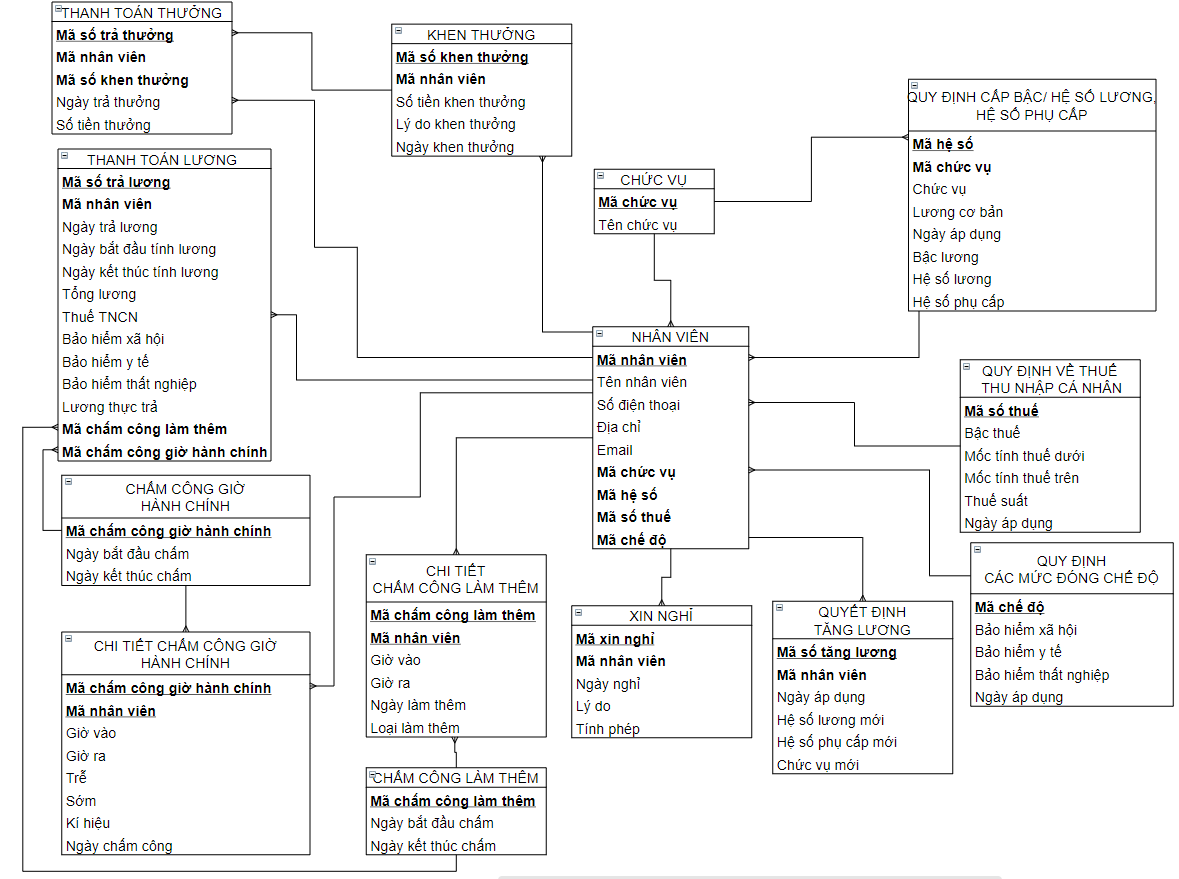 THANH TOÁN THƯỞNG
Mã số trả thưởng
Mã nhân viên
Mã số khen thưởng
Ngày trả thưởng
Số tiền thưởng
KHEN THƯỞNG
Mã số khen thưởng
Mã nhân viên
Số tiền khen thưởng
Lý do khen thưởng
Ngày khen thưởng
QUY ĐỊNH CẤP BẬC/ HỆ SỐ LƯƠNG,
HỆ SỐ PHỤ CẤP
Mã hệ số
Mã chức vụ
Chức vụ
Lương cơ bản
Ngày áp dụng
Bậc lương
Hệ số lương
Hệ số phụ cấp
THANH TOÁN LƯƠNG
Mã số trả lương
Mã nhân viên
Ngày trả lương
Ngày bắt đầu tính lương
Ngày kết thúc tính lương
Tổng lương
Thuế TNCN
Bảo hiểm xã hội
Bảo hiểm y tế
Bảo hiểm thất nghiệp
Lương thực trả
Mã chấm công làm thêm
Mã chấm công giờ hành chính
CHỨC VỤ
Mã chức vụ
Tên chức vụ
NHÂN VIÊN
Mã nhân viên
Tên nhân viên
Số điện thoại
Địa chỉ
Email
Mã chức vụ
Mã hệ số
Mã số thuế
Mã chế độ
QUY ĐỊNH VỀ THUẾ
THU NHẬP CÁ NHÂN
Mã số thuế
Bậc thuế
Mốc tính thuế dưới
Mốc tính thuế trên
Thuế suất
Ngày áp dụng
CHẤM CÔNG GIỜ
HÀNH CHÍNH
Mã chấm công giờ hành chính
Ngày bắt đầu chấm
Ngày kết thúc chấm
CHI TIẾT
CHẤM CÔNG LÀM THÊM
Mã chấm công làm thêm
Mã nhân viên
Giờ vào
Giờ ra
Ngày làm thêm
Loại làm thêm
XIN NGHỈ
Mã xin nghỉ
Mã nhân viên
Ngày nghỉ
Lý do
Tính phép
QUYẾT ĐỊNH
TĂNG LƯƠNG
Mã số tăng lương
Mã nhân viên
Ngày áp dụng
Hệ số lương mới
Hệ số phụ cấp mới
Chức vụ mới
QUY ĐỊNH
CÁC MỨC ĐÓNG CHẾ ĐỘ
Mã chế độ
Bảo hiểm xã hội
Bảo hiểm y tế
Bảo hiểm thất nghiệp
Ngày áp dụng
CHI TIẾT CHẤM CÔNG GIỜ
HÀNH CHÍNH
Mã chấm công giờ hành chính
Mã nhân viên
Giờ vào
Giờ ra
Trễ
Sớm
Kí hiệu
Ngày chấm công
CHẤM CÔNG LÀM THÊM
Mã chấm công làm thêm
Ngày bắt đầu chấm
Ngày kết thúc chấm